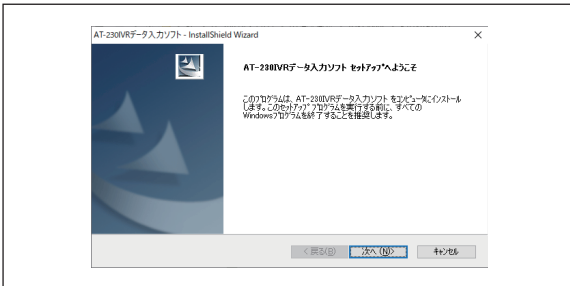 AT-230IVRデータ入力ソフト - InstallShield Wizard
AT-230IVRデータ入力ソフト ｾｯﾄｱｯﾌﾟへようこそ
このﾌﾟﾛｸﾞﾗﾑは、AT-230IVRデータ入力ソフト をｺﾝﾋﾟｭｰﾀにｲﾝｽﾄｰﾙ
します。このｾｯﾄｱｯﾌﾟ ﾌﾟﾛｸﾞﾗﾑを実行する前に、すべての
Windowsﾌﾟﾛｸﾞﾗﾑを終了することを推奨します。
< 戻る(B)
次へ (N)>
ｷｬﾝｾﾙ